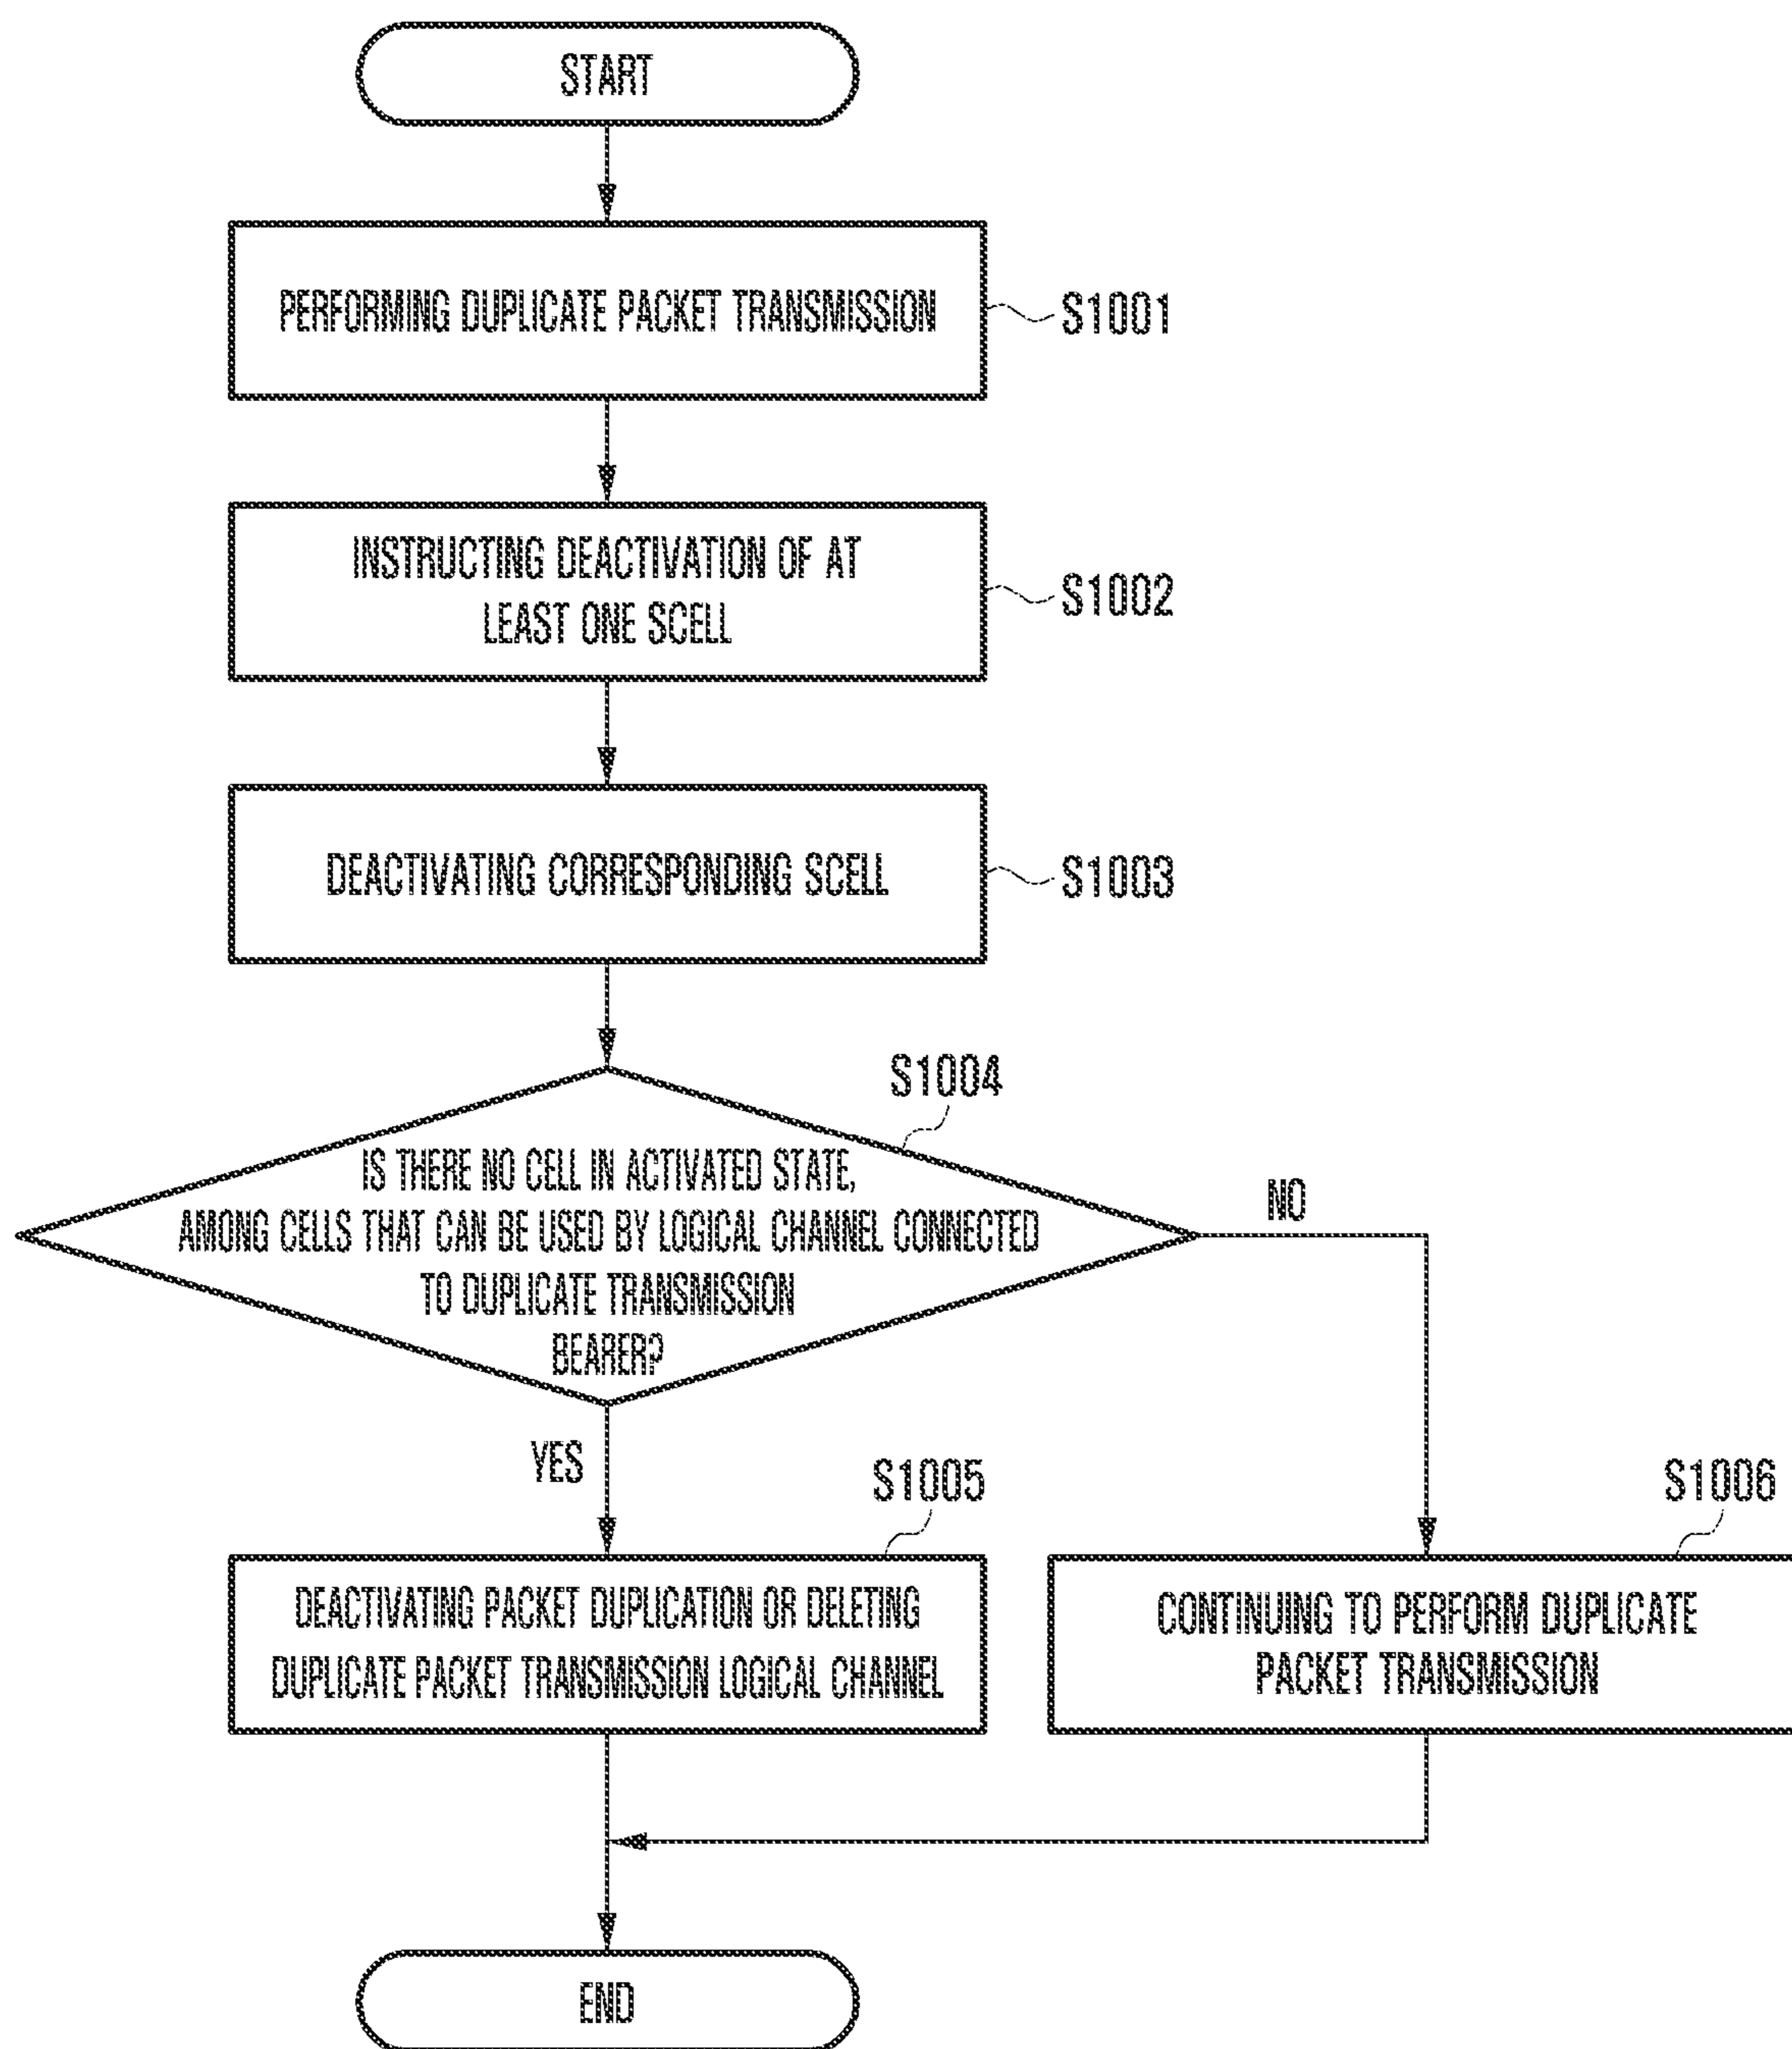 START
PERFORMING DUPLICATE PACKET TRANSMISSION
S1001
INSTRUCTING DEACTIVATION OF AT
LEAST ONE SCELL
S1002
DEACTIVATING CORRESPONDING SCELL
S1003
S1004
IS THERE NO CELL IN ACTIVATED STATE,
AMONG CELLS THAT CAN BE USED BY LOGICAL CHANNEL CONNECTED
TO DUPLICATE TRANSMISSION
BEARER?
NO
YES
S1005
DEACTIVATING PACKET DUPLICATION OR DELETING
DUPLICATE PACKET TRANSMISSION LOGICAL CHANNEL
S1006
CONTINUING TO PERFORM DUPLICATE
PACKET TRANSMISSION
END